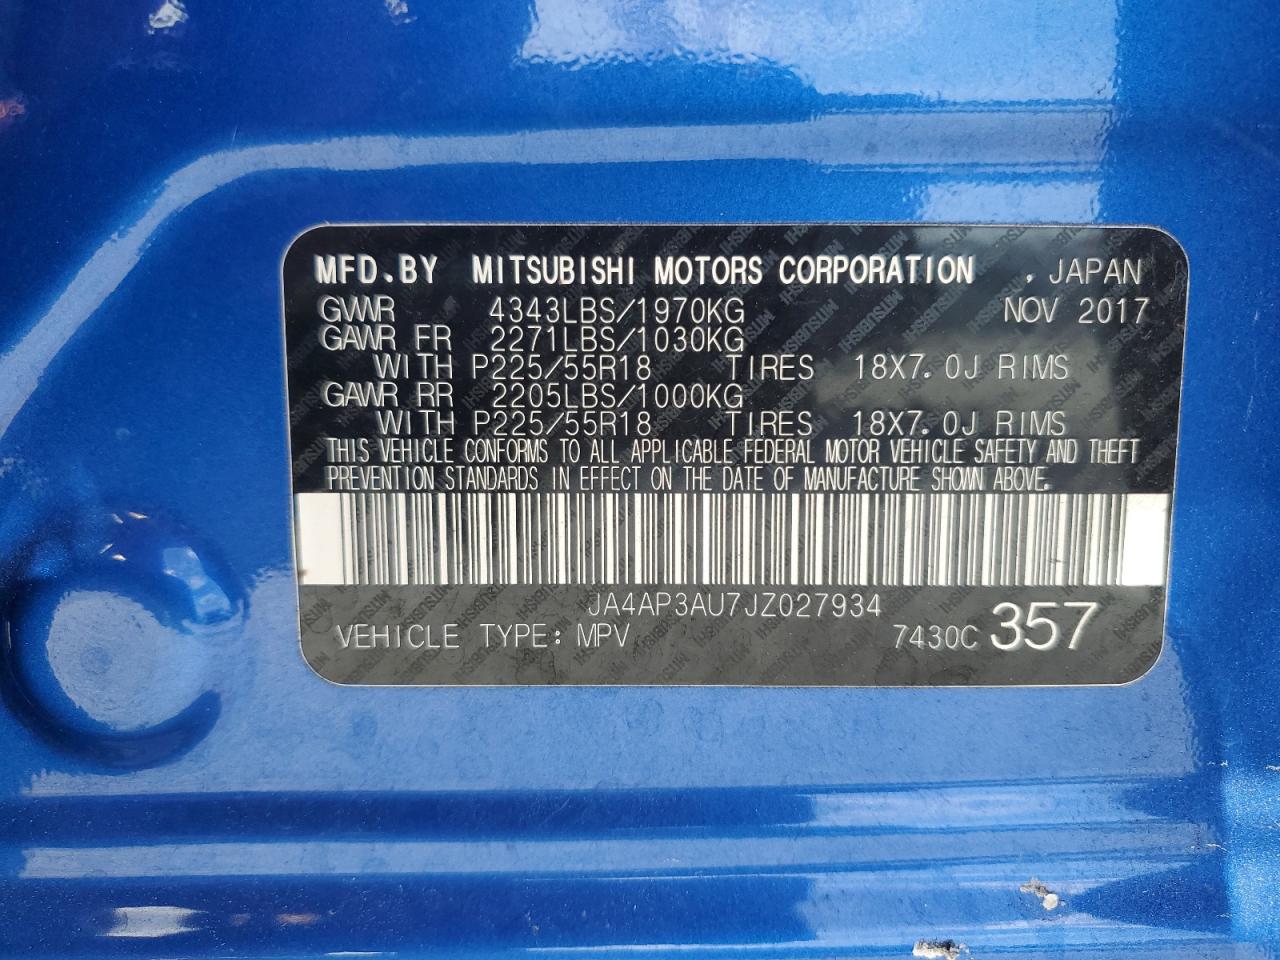 MFD.BY MITSUBISHI MOTORS CORPORATION , JAPAN
GVWR 4343LBS/1970KG NOV 2017
GAWR FR 2271LBS/1030KG
WITH P225/55R18 TIRES 18X7.0J RIMS
GAWR RR 2205LBS/1000KG
WITH P225/55R18 TIRES 18X7.0J RIMS
THIS VEHICLE CONFORMS TO ALL APPLICABLE FEDERAL MOTOR VEHICLE SAFETY AND THEFT
PREVENTION STANDARDS IN EFFECT ON THE DATE OF MANUFACTURE SHOWN ABOVE.
JA4AP3AU7JZ027934
VEHICLE TYPE: MPV 7430C 357